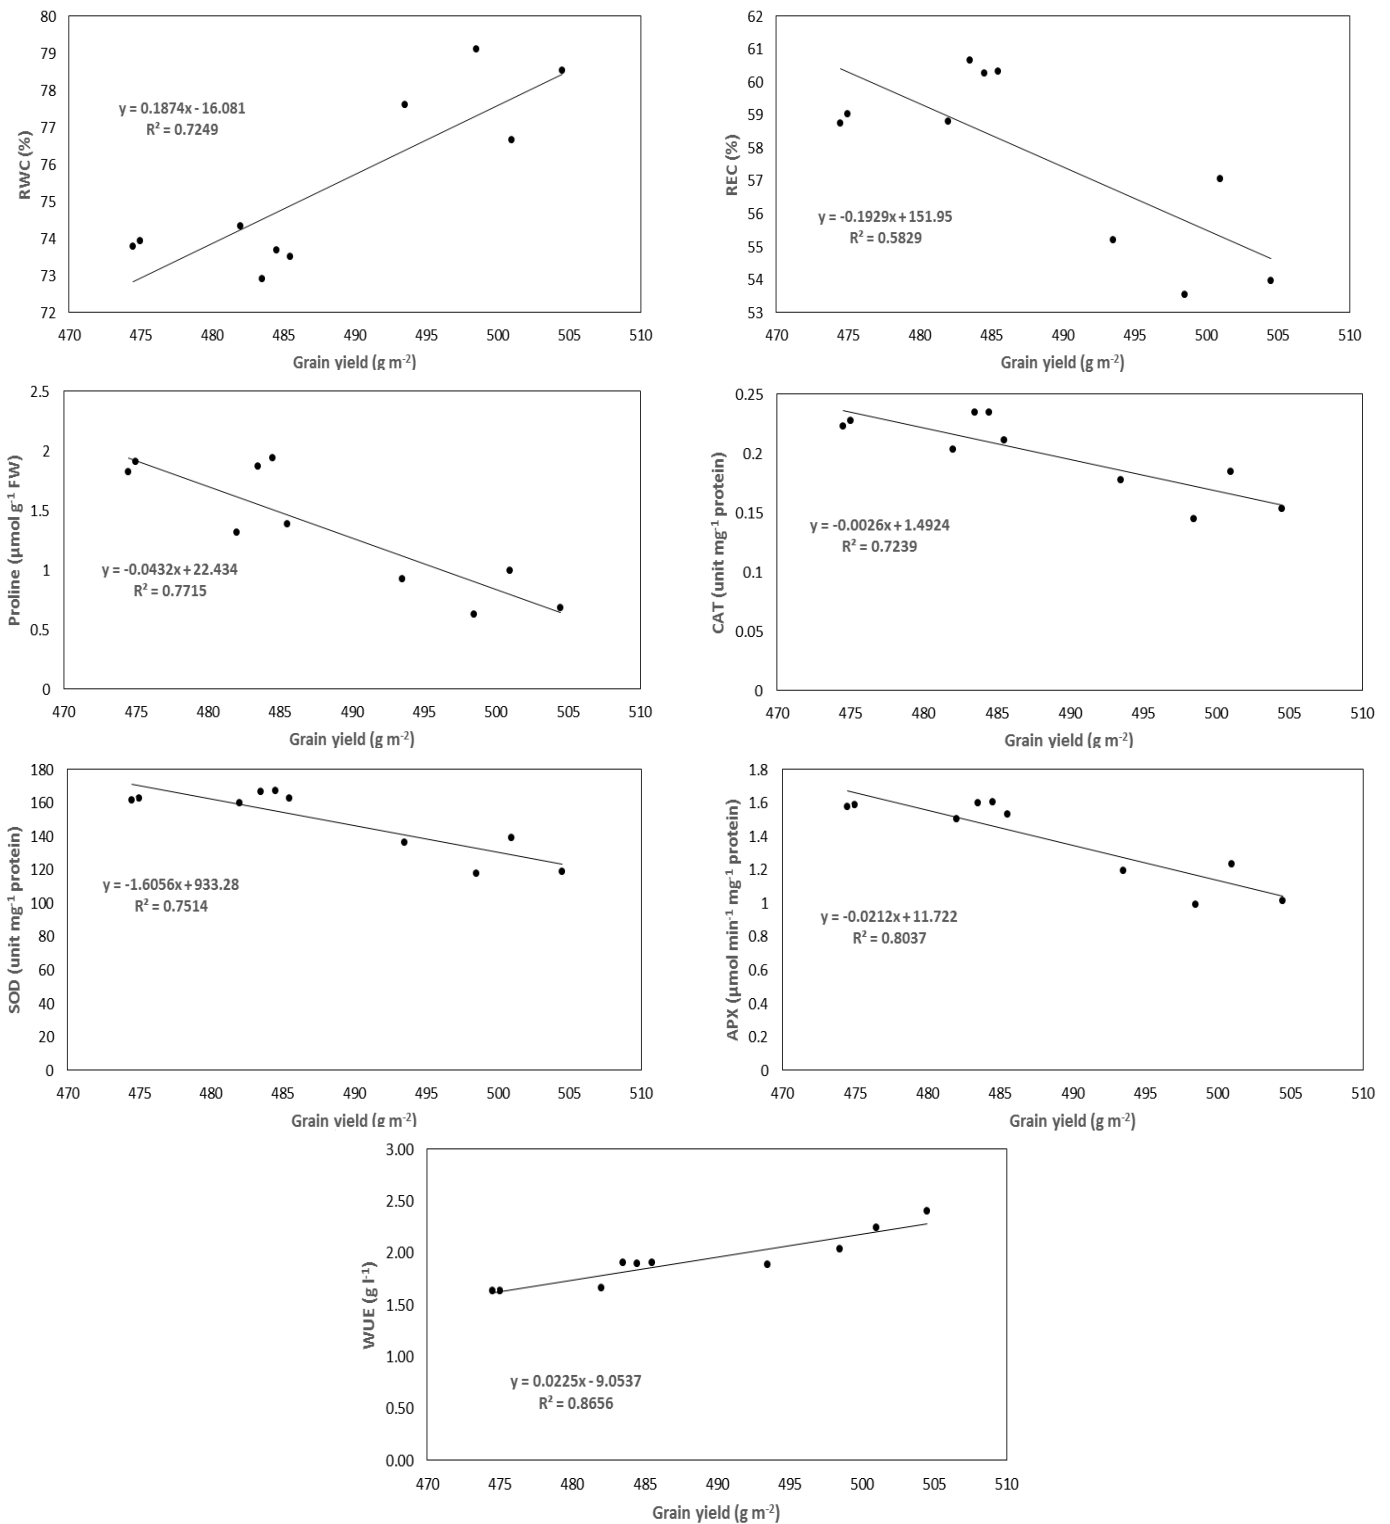 80
79
78
77
76
75
74
73
72
RWC (%)
y = 0.1874x - 16.081
R² = 0.7249
470 475 480 485 490 495 500 505 510
Grain yield (g m⁻²)
62
61
60
59
58
57
56
55
54
53
REC (%)
y = -0.1929x + 151.95
R² = 0.5829
470 475 480 485 490 495 500 505 510
Grain yield (g m⁻²)
2.5
2
1.5
1
0.5
0
Proline (µmol g⁻¹ FW)
y = -0.0432x + 22.434
R² = 0.7715
470 475 480 485 490 495 500 505 510
Grain yield (g m⁻²)
0.25
0.2
0.15
0.1
0.05
0
CAT (unit mg⁻¹ protein)
y = -0.0026x + 1.4924
R² = 0.7239
470 475 480 485 490 495 500 505 510
Grain yield (g m⁻²)
180
160
140
120
100
80
60
40
20
0
SOD (unit mg⁻¹ protein)
y = -1.6056x + 933.28
R² = 0.7514
470 475 480 485 490 495 500 505 510
Grain yield (g m⁻²)
1.8
1.6
1.4
1.2
1
0.8
0.6
0.4
0.2
0
APX (µmol min⁻¹ mg⁻¹ protein)
y = -0.0212x + 11.722
R² = 0.8037
470 475 480 485 490 495 500 505 510
Grain yield (g m⁻²)
3.00
2.50
2.00
1.50
1.00
0.50
0.00
WUE (g l⁻¹)
y = 0.0225x - 9.0537
R² = 0.8656
470 475 480 485 490 495 500 505 510
Grain yield (g m⁻²)